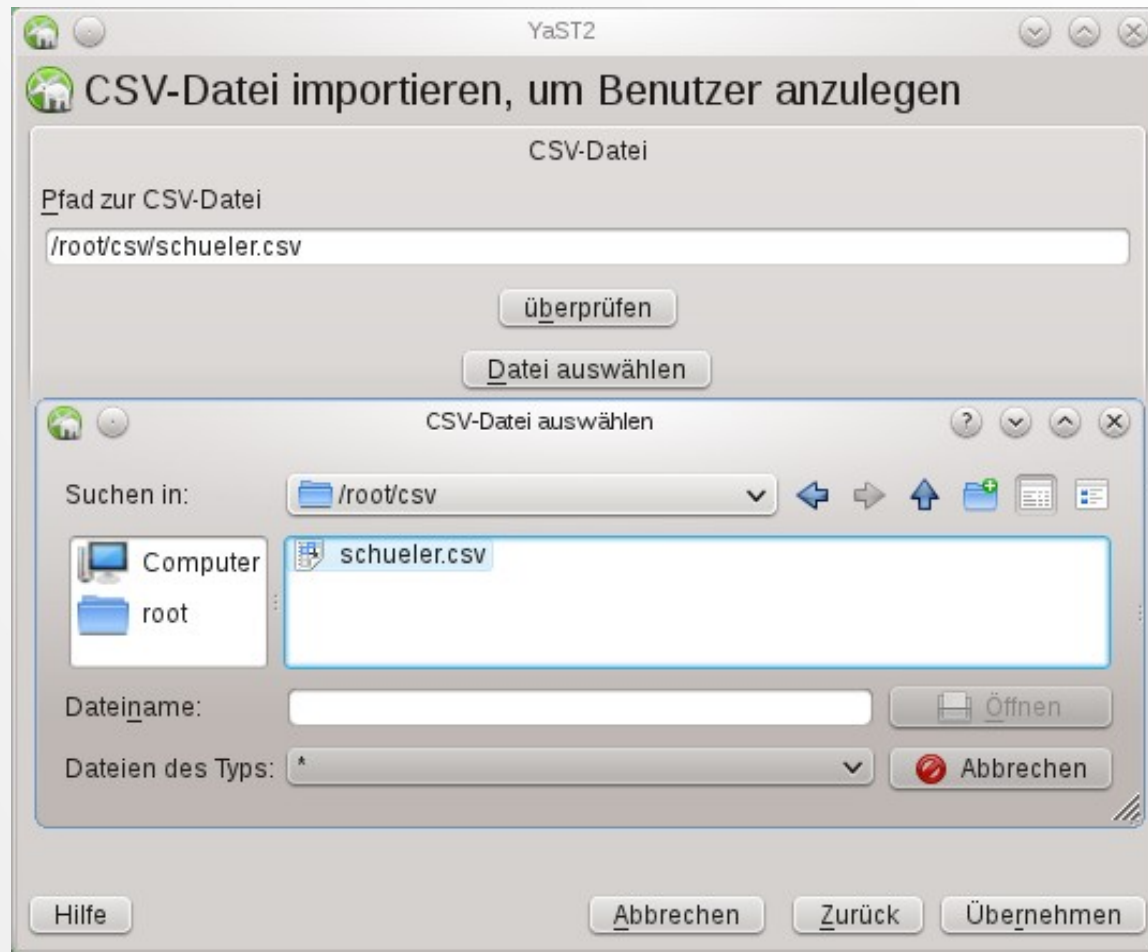 YaST2
CSV-Datei importieren, um Benutzer anzulegen
CSV-Datei
Pfad zur CSV-Datei
/root/csv/schueler.csv
überprüfen
Datei auswählen
CSV-Datei auswählen
Suchen in: /root/csv
Computer
root
schueler.csv
Dateiname: Öffnen
Dateien des Typs: * Abbrechen
Hilfe Abbrechen Zurück Übernehmen